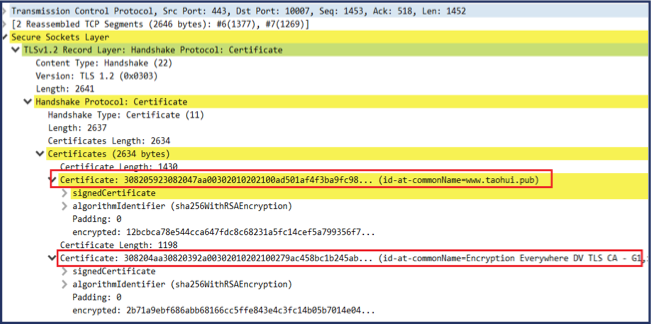 Transmission Control Protocol, Src Port: 443, Dst Port: 10007, Seq: 1453, Ack: 518, Len: 1452
[2 Reassembled TCP Segments (2646 bytes): #6(1377), #7(1269)]
Secure Sockets Layer
TLSv1.2 Record Layer: Handshake Protocol: Certificate
Content Type: Handshake (22)
Version: TLS 1.2 (0x0303)
Length: 2641
Handshake Protocol: Certificate
Handshake Type: Certificate (11)
Length: 2637
Certificates Length: 2634
Certificates (2634 bytes)
Certificate Length: 1430
Certificate: 308205923082047aa00302010202100ad501af4f3ba9fc98... (id-at-commonName=www.taohui.pub)
signedCertificate
algorithmIdentifier (sha256WithRSAEncryption)
Padding: 0
encrypted: 12bcbca78e544cca647fdc8c68231a5fc14cef5a799356f7...
Certificate Length: 1198
Certificate: 308204aa30820392a00302010202100279ac458bc1b245ab... (id-at-commonName=Encryption Everywhere DV TLS CA - G1,
signedCertificate
algorithmIdentifier (sha256WithRSAEncryption)
Padding: 0
encrypted: 2b71a9ebf686abb68166cc5ffe843e4c3fc14b05b7014e04...